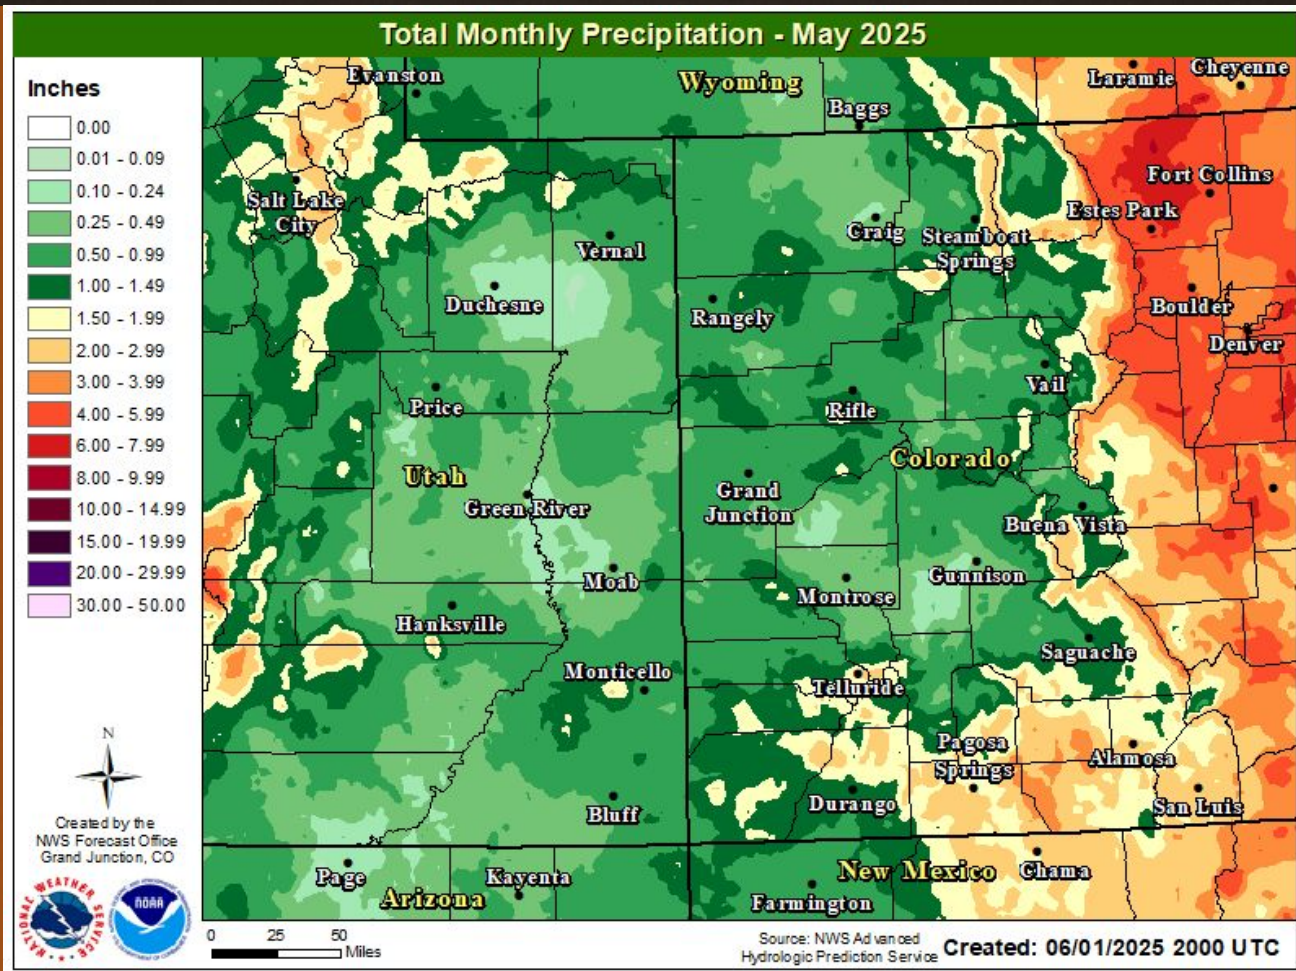 Total Monthly Precipitation - May 2025
Inches
0.00
0.01 - 0.09
0.10 - 0.24
0.25 - 0.49
0.50 - 0.99
1.00 - 1.49
1.50 - 1.99
2.00 - 2.99
3.00 - 3.99
4.00 - 5.99
6.00 - 7.99
8.00 - 9.99
10.00 - 14.99
15.00 - 19.99
20.00 - 29.99
30.00 - 50.00
Evanston
Wyoming
Laramie
Cheyenne
Baggs
Salt Lake
City
Fort Collins
Estes Park
Craig
Steamboat
Springs
Vernal
Duchesne
Rangely
Boulder
Denver
Vail
Price
Rifle
Utah
Colorado
Green River
Grand
Junction
Buena Vista
Moab
Montrose
Gunnison
Hanksville
Saguache
Monticello
Telluride
Pagosa
Springs
Alamosa
Bluff
Durango
San Luis
Page
Kayenta
Arizona
New Mexico
Chama
Farmington
N
Created by the
NWS Forecast Office
Grand Junction, CO
NATIONAL WEATHER SERVICE
NOAA
0 25 50
Miles
Source: NWS Advanced
Hydrologic Prediction Service
Created: 06/01/2025 2000 UTC